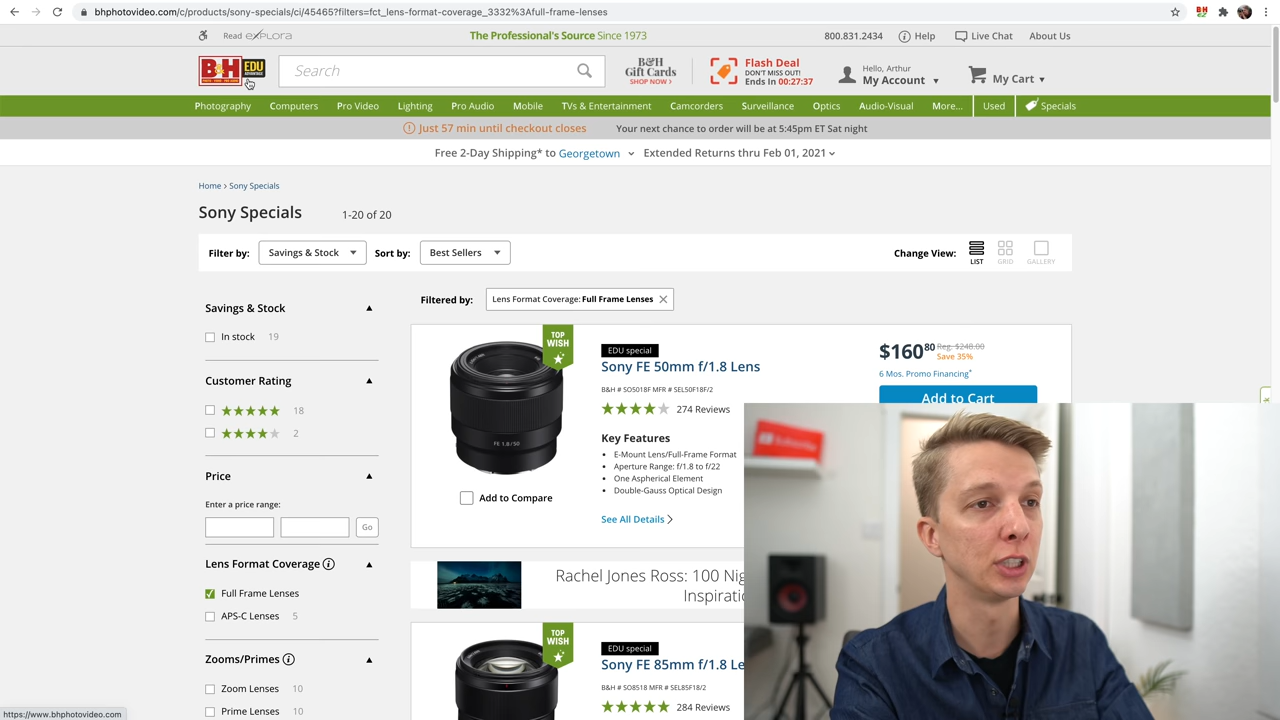 bhphotovideo.com/c/products/sony-specials/ci/45465?filters=fct_lens-format-coverage_3332%3Afull-frame-lenses
Read eXPLORA
The Professional's Source Since 1973
800.831.2434
Help
Live Chat
About Us
B&H
PHOTO - VIDEO - PRO AUDIO
EDU
ADVANTAGE
Search
B&H
Gift Cards
SHOP NOW >
Flash Deal
DON'T MISS OUT!
Ends In 00:27:37
Hello, Arthur
My Account
My Cart
Photography
Computers
Pro Video
Lighting
Pro Audio
Mobile
TVs & Entertainment
Camcorders
Surveillance
Optics
Audio-Visual
More...
Used
Specials
Just 57 min until checkout closes
Your next chance to order will be at 5:45pm ET Sat night
Free 2-Day Shipping* to Georgetown
Extended Returns thru Feb 01, 2021
Home › Sony Specials
Sony Specials
1-20 of 20
Filter by:
Savings & Stock
Sort by:
Best Sellers
Change View:
LIST
GRID
GALLERY
Savings & Stock
In stock 19
Customer Rating
18
2
Price
Enter a price range:
Go
Lens Format Coverage
Full Frame Lenses
APS-C Lenses 5
Zooms/Primes
Zoom Lenses 10
Prime Lenses 10
Filtered by:
Lens Format Coverage: Full Frame Lenses
TOP
WISH
FE 1.8/50
Add to Compare
EDU special
Sony FE 50mm f/1.8 Lens
B&H # SO5018F MFR # SEL50F18F/2
274 Reviews
Key Features
• E-Mount Lens/Full-Frame Format
• Aperture Range: f/1.8 to f/22
• One Aspherical Element
• Double-Gauss Optical Design
See All Details
$160 80 Reg. $248.00
Save 35%
6 Mos. Promo Financing*
Add to Cart
Rachel Jones Ross: 100 Nig
Inspiratio
TOP
WISH
EDU special
Sony FE 85mm f/1.8 Le
B&H # SO8518 MFR # SEL85F18/2
284 Reviews
https://www.bhphotovideo.com